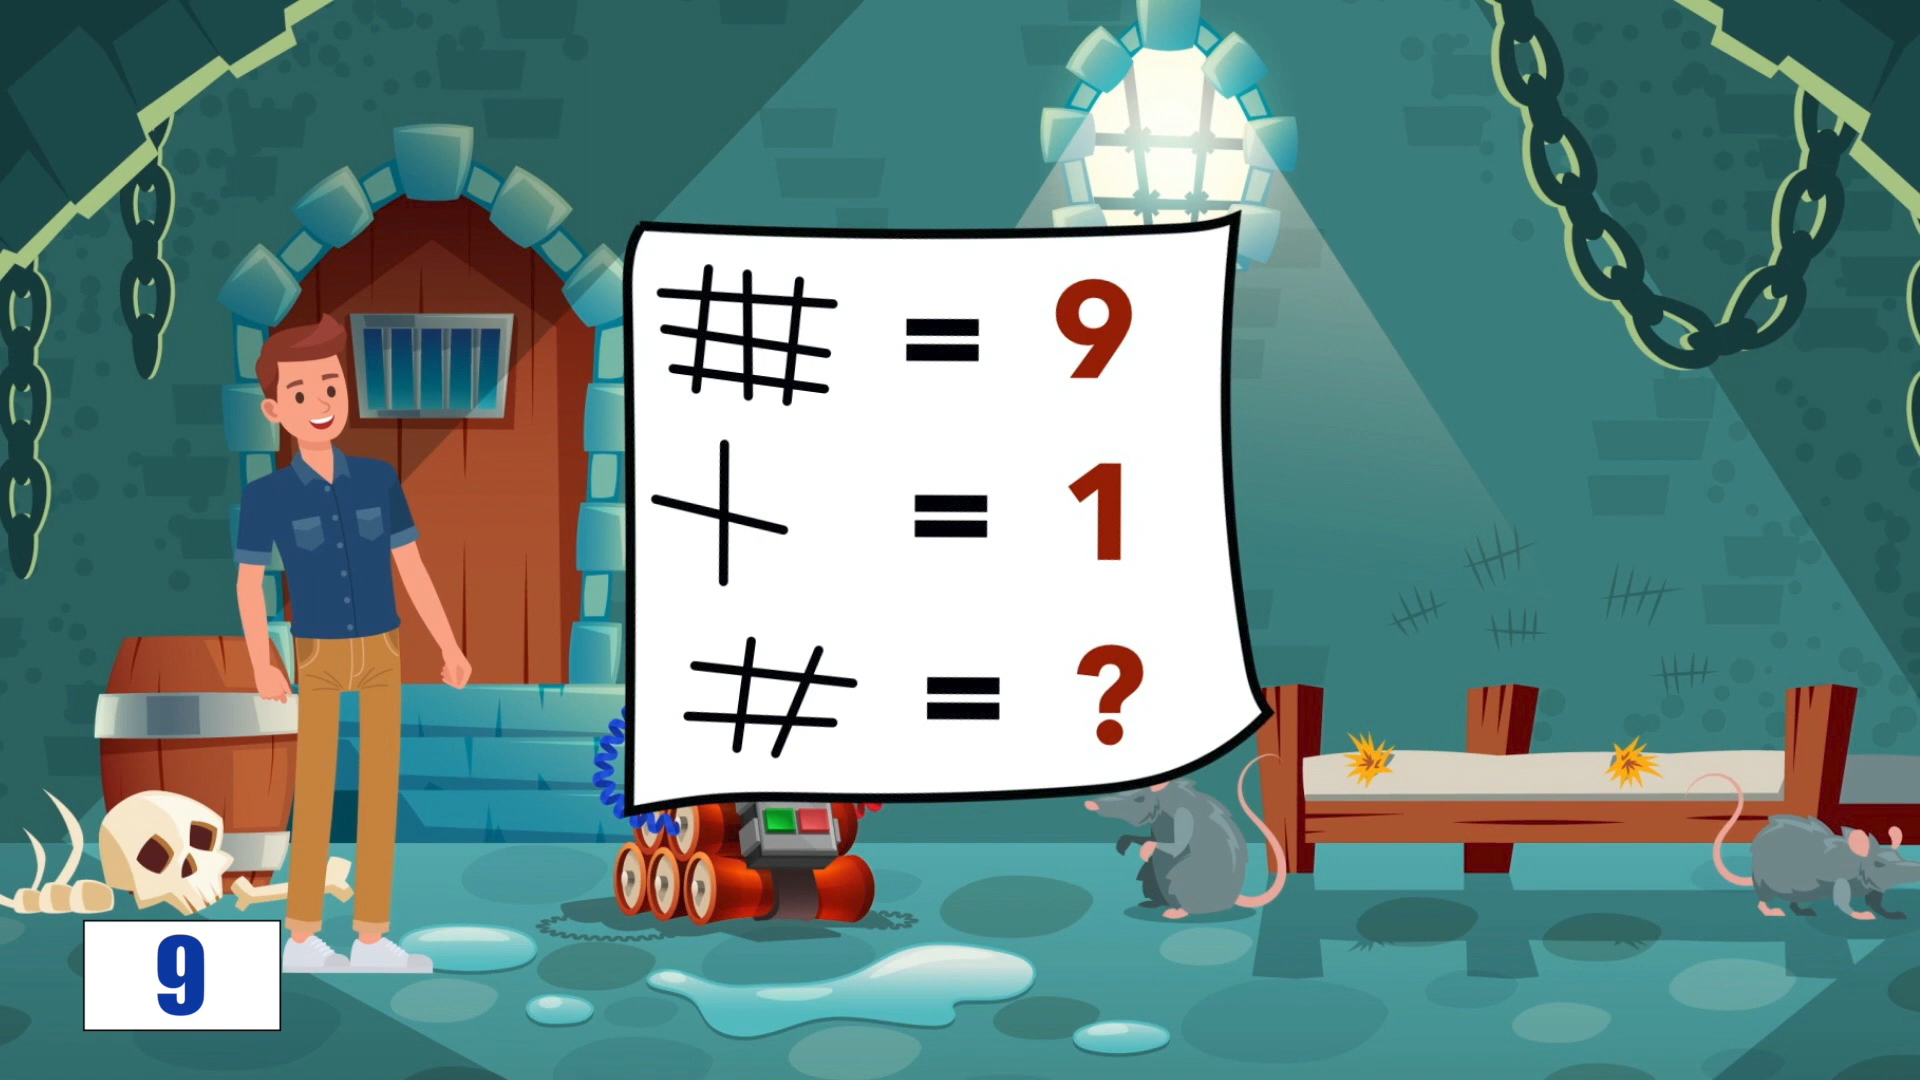 = 9
= 1
= ?
9